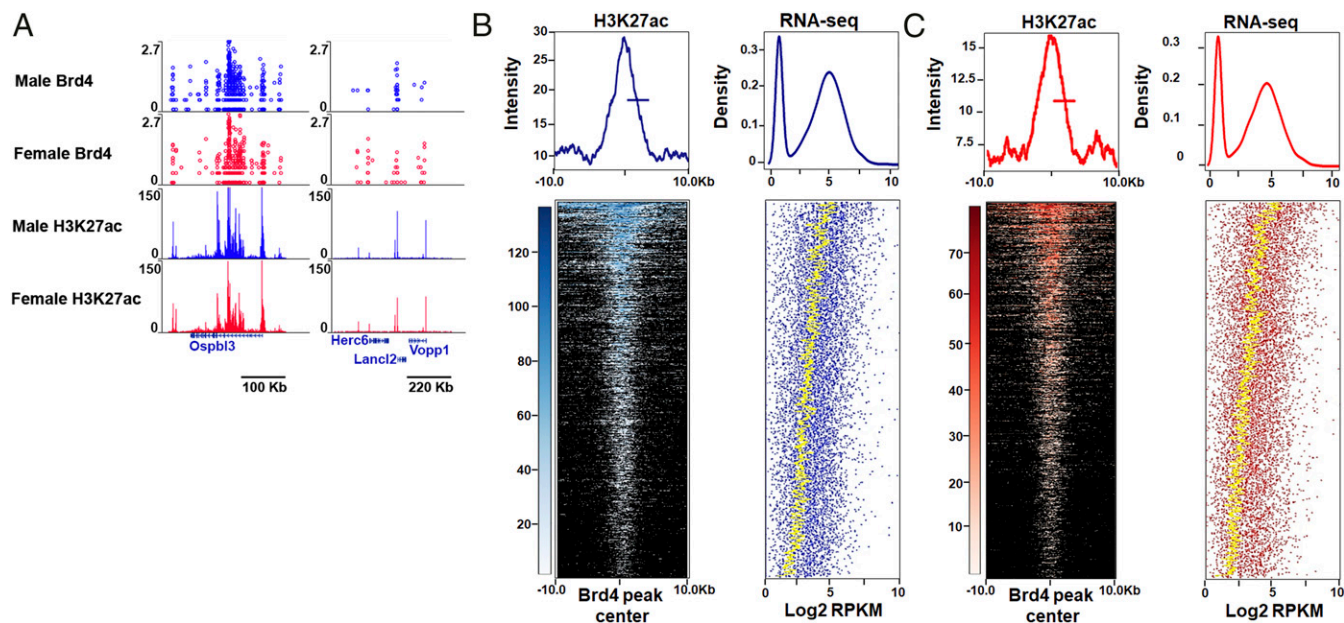 A
2.7
Male Brd4
0
2.7
Female Brd4
0
150
Male H3K27ac
0
150
Female H3K27ac
0
Ospbl3
100 Kb
2.7
0
2.7
0
150
0
150
0
Herc6
Lancl2
Vopp1
220 Kb
B
H3K27ac
Intensity
30
25
20
15
10
-10.0
10.0Kb
RNA-seq
Density
0.3
0.2
0.1
0
0
5
10
120
100
80
60
40
20
-10.0
10.0Kb
Brd4 peak
center
0
5
10
Log2 RPKM
C
H3K27ac
Intensity
15
12.5
10
7.5
-10.0
10.0Kb
RNA-seq
Density
0.3
0.2
0.1
0
0
5
10
70
60
50
40
30
20
10
-10.0
10.0Kb
Brd4 peak
center
0
5
10
Log2 RPKM